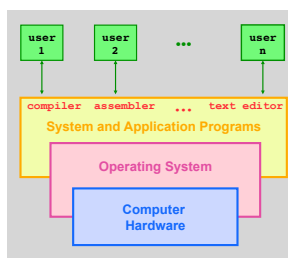 user 1
user 2
...
user n
compiler assembler ... text editor
System and Application Programs
Operating System
Computer
Hardware